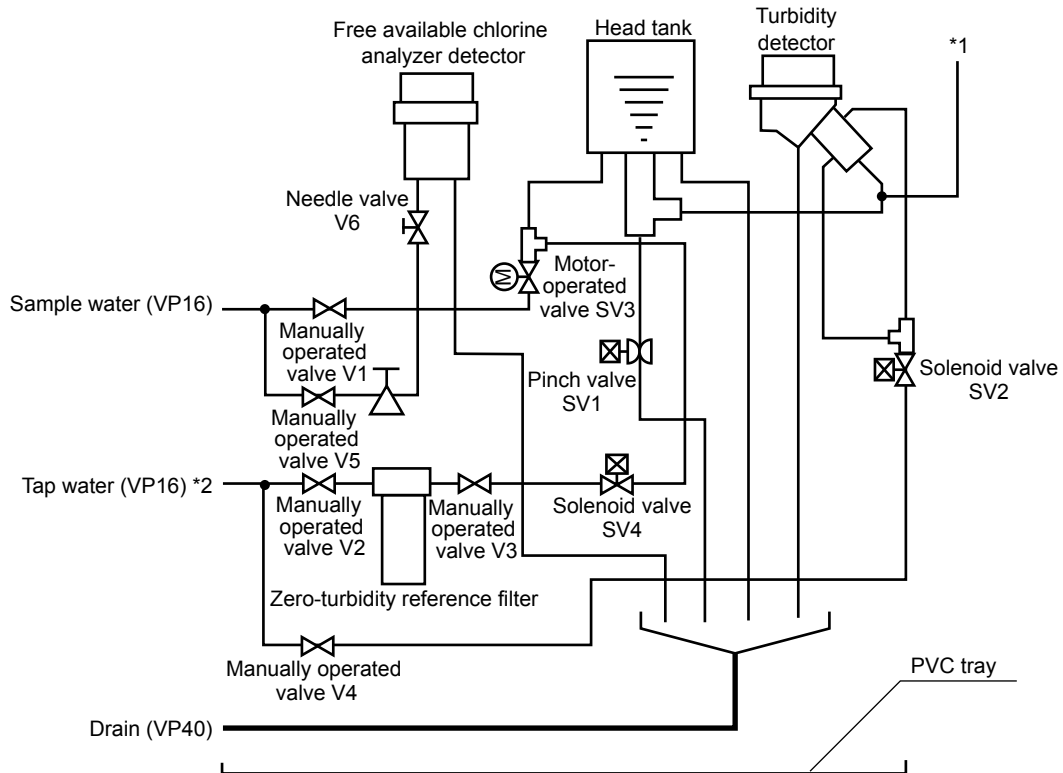 Free available chlorine
analyzer detector
Head tank
Turbidity
detector
*1
Needle valve
V6
M
Motor-
operated
valve SV3
Sample water (VP16)
Manually
operated
valve V1
Pinch valve
SV1
Solenoid valve
SV2
Manually
operated
valve V5
Tap water (VP16) *2
Manually
operated
valve V2
Manually
operated
valve V3
Solenoid valve
SV4
Zero-turbidity reference filter
Manually operated
valve V4
PVC tray
Drain (VP40)